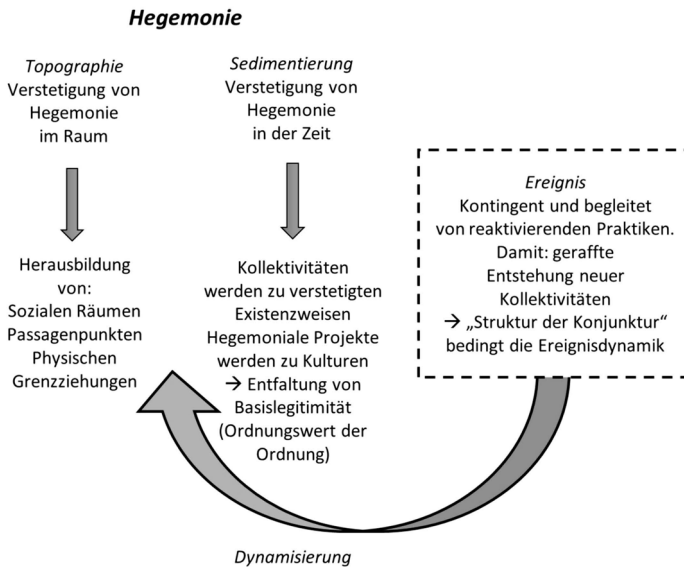 Hegemonie
Topographie
Verstetigung von
Hegemonie
im Raum
Sedimentierung
Verstetigung von
Hegemonie
in der Zeit
Herausbildung
von:
Sozialen Räumen
Passagenpunkten
Physischen
Grenzziehungen
Kollektivitäten
werden zu verstetigten
Existenzweisen
Hegemoniale Projekte
werden zu Kulturen
→ Entfaltung von
Basislegitimität
(Ordnungswert der
Ordnung)
Ereignis
Kontingent und begleitet
von reaktivierenden Praktiken.
Damit: geraffte
Entstehung neuer
Kollektivitäten
→ „Struktur der Konjunktur“
bedingt die Ereignisdynamik
Dynamisierung